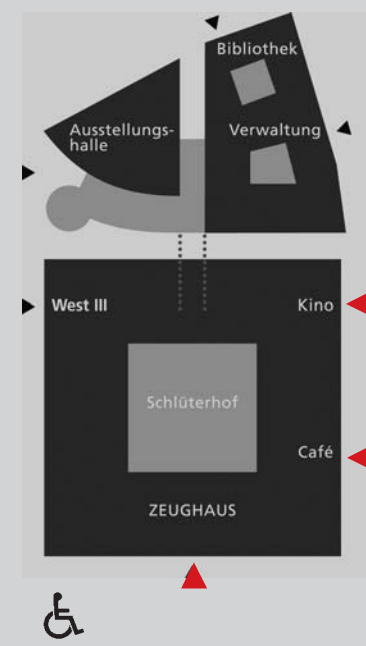 Bibliothek
Ausstellungs-
halle
Verwaltung
West III
Kino
Schlüterhof
Café
ZEUGHAUS